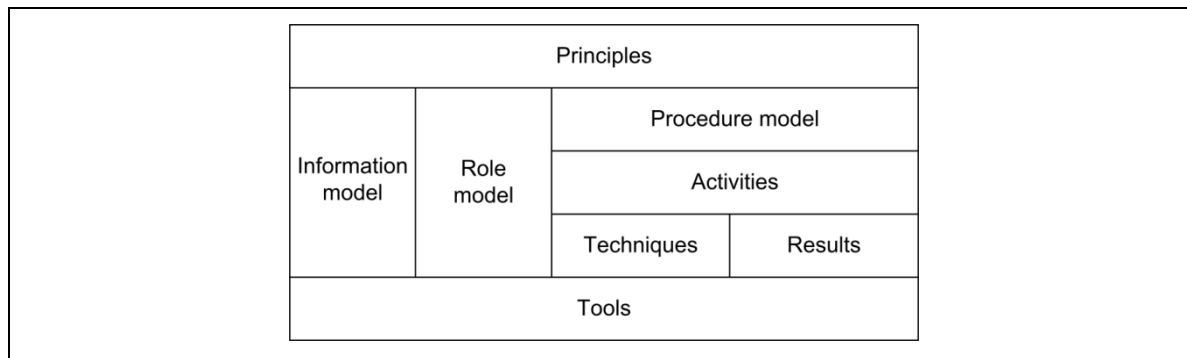 Principles
Information
model
Role
model
Procedure model
Activities
Techniques
Results
Tools